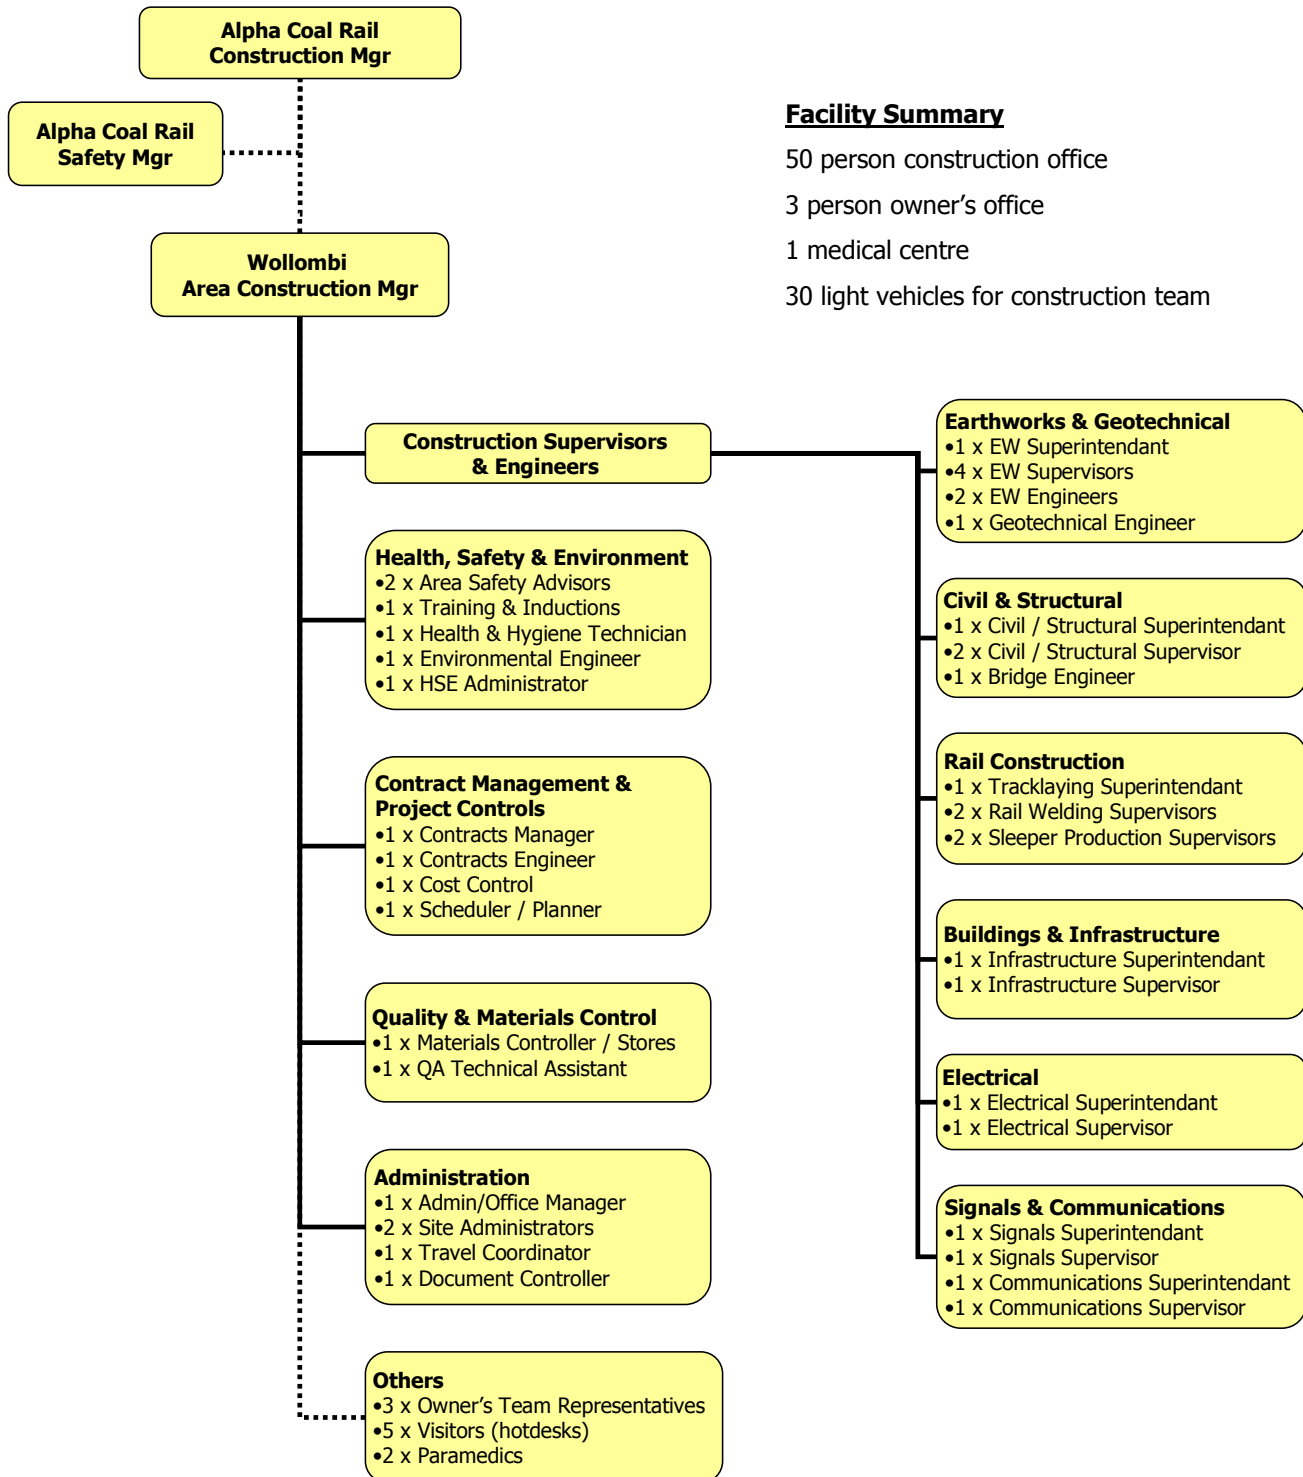 Alpha Coal Rail
Construction Mgr
Alpha Coal Rail
Safety Mgr
Wollombi
Area Construction Mgr
Facility Summary
50 person construction office
3 person owner’s office
1 medical centre
30 light vehicles for construction team
Construction Supervisors
& Engineers
Health, Safety & Environment
•2 x Area Safety Advisors
•1 x Training & Inductions
•1 x Health & Hygiene Technician
•1 x Environmental Engineer
•1 x HSE Administrator
Contract Management &
Project Controls
•1 x Contracts Manager
•1 x Contracts Engineer
•1 x Cost Control
•1 x Scheduler / Planner
Quality & Materials Control
•1 x Materials Controller / Stores
•1 x QA Technical Assistant
Administration
•1 x Admin/Office Manager
•2 x Site Administrators
•1 x Travel Coordinator
•1 x Document Controller
Others
•3 x Owner’s Team Representatives
•5 x Visitors (hotdesks)
•2 x Paramedics
Earthworks & Geotechnical
•1 x EW Superintendant
•4 x EW Supervisors
•2 x EW Engineers
•1 x Geotechnical Engineer
Civil & Structural
•1 x Civil / Structural Superintendant
•2 x Civil / Structural Supervisor
•1 x Bridge Engineer
Rail Construction
•1 x Tracklaying Superintendant
•2 x Rail Welding Supervisors
•2 x Sleeper Production Supervisors
Buildings & Infrastructure
•1 x Infrastructure Superintendant
•1 x Infrastructure Supervisor
Electrical
•1 x Electrical Superintendant
•1 x Electrical Supervisor
Signals & Communications
•1 x Signals Superintendant
•1 x Signals Supervisor
•1 x Communications Superintendant
•1 x Communications Supervisor